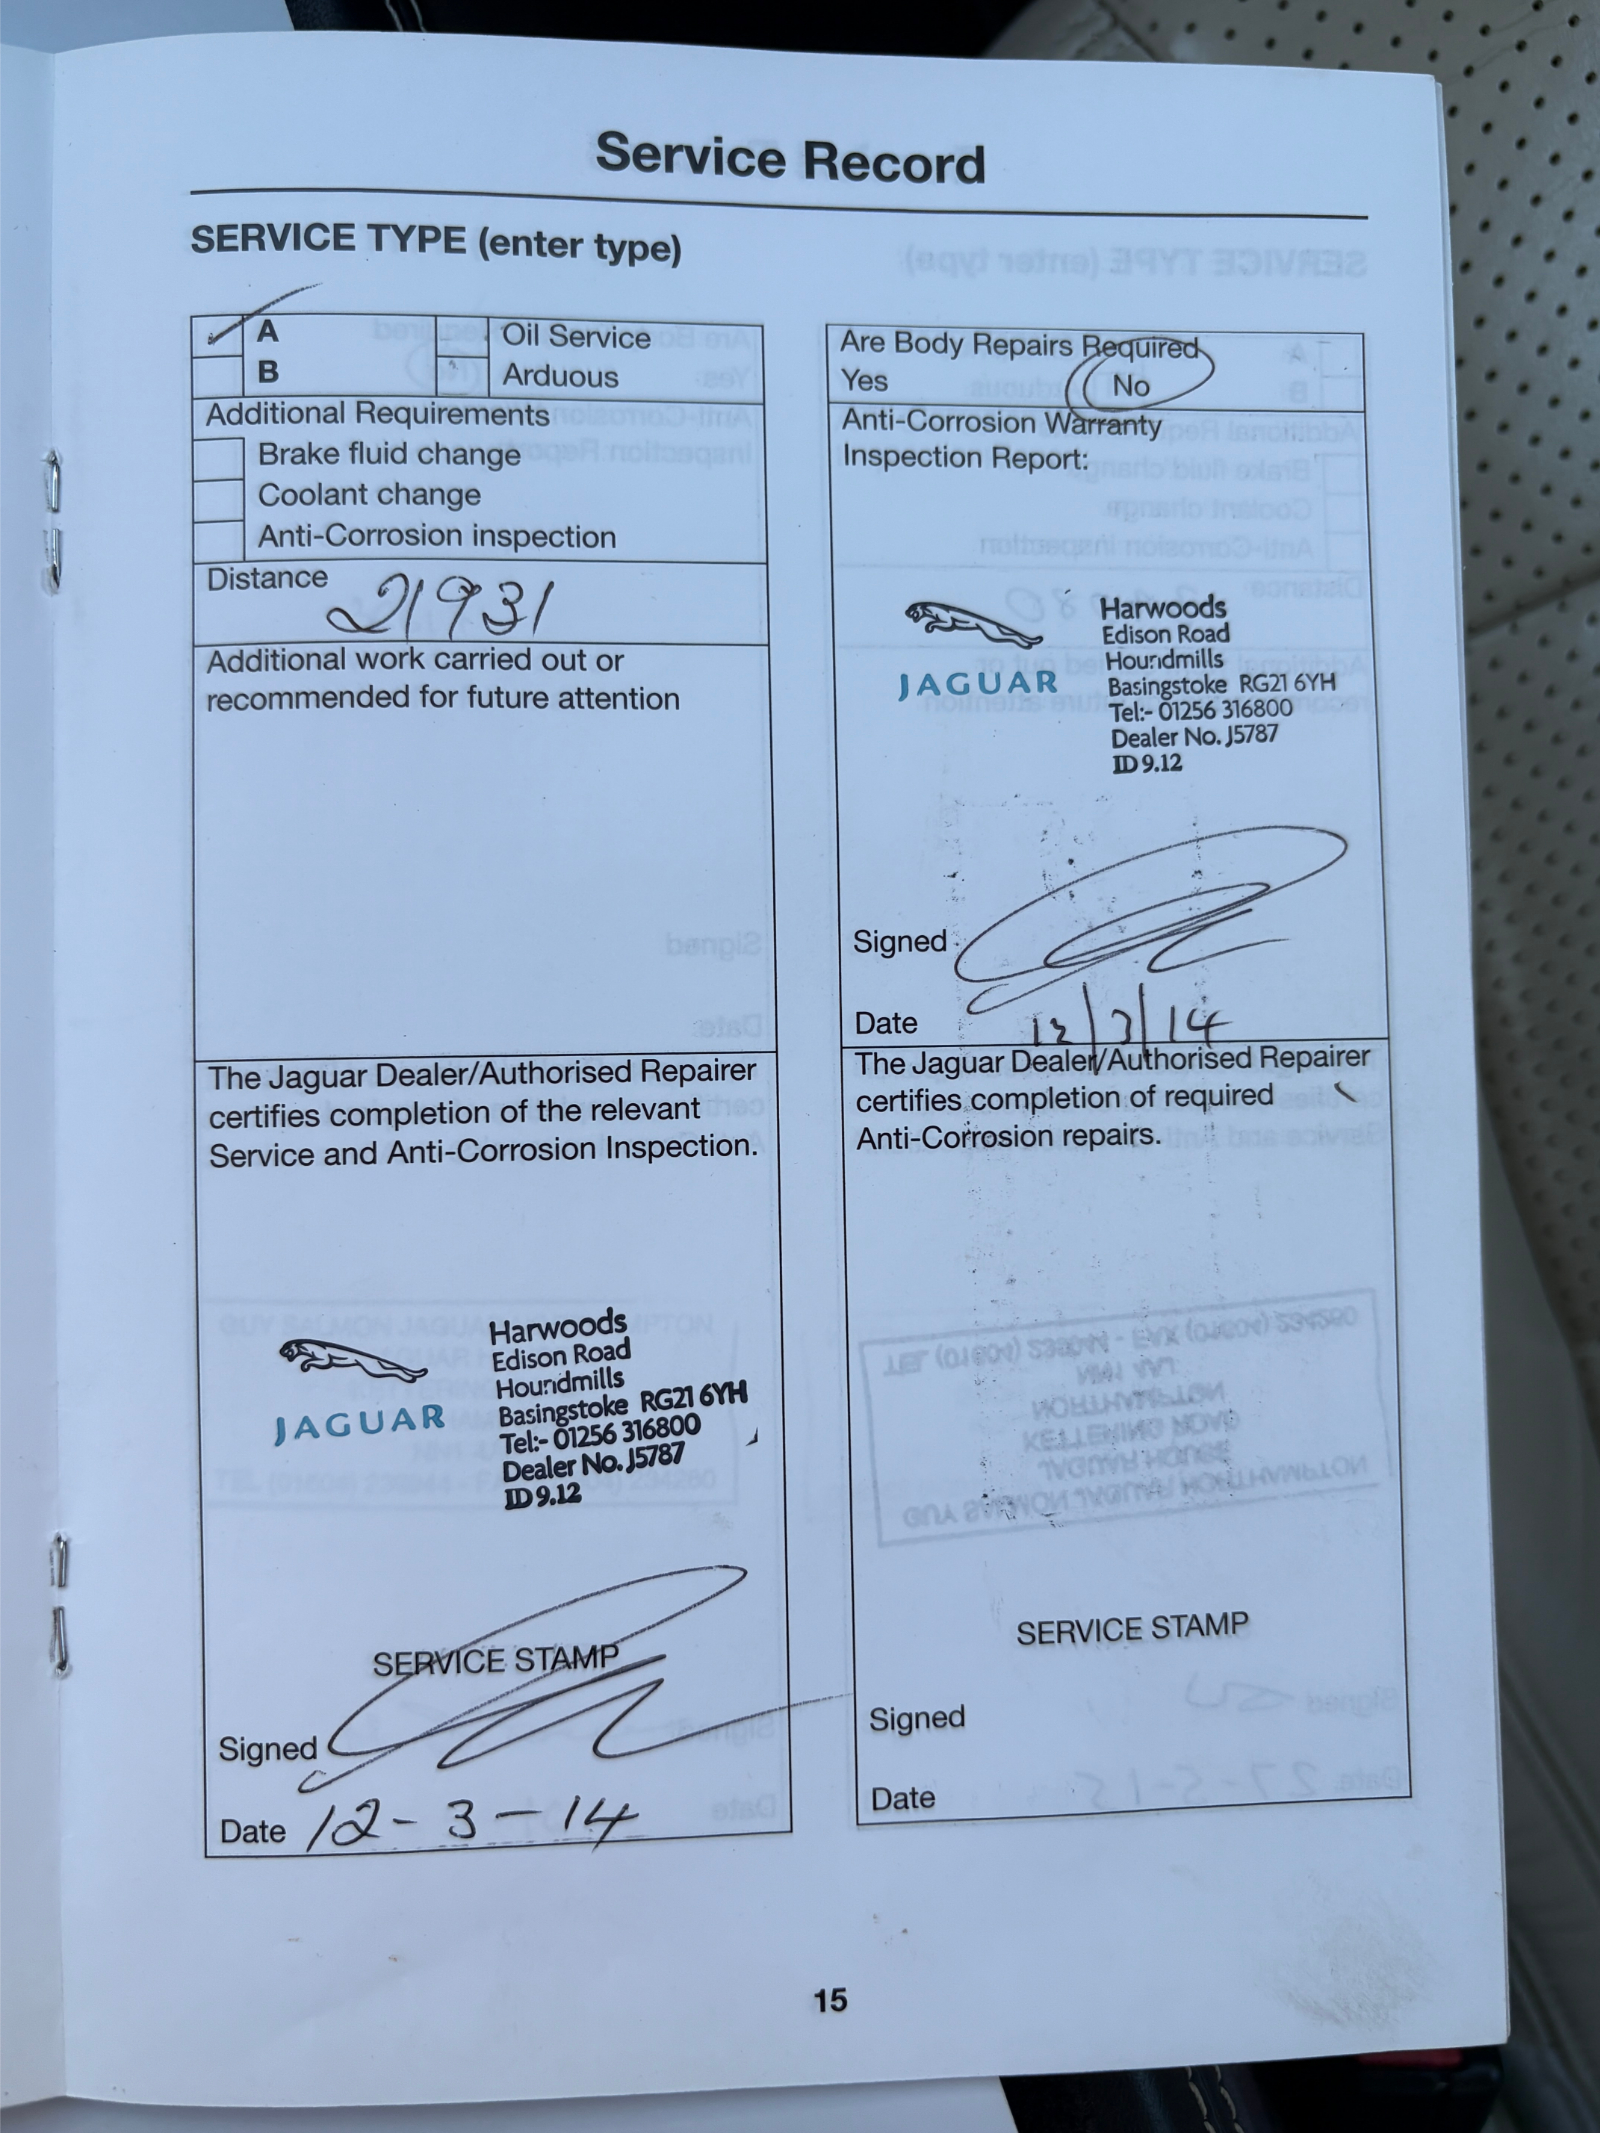 Service Record
SERVICE TYPE (enter type)
A
Oil Service
B
Arduous
Additional Requirements
Brake fluid change
Coolant change
Anti-Corrosion inspection
Distance 21931
Additional work carried out or
recommended for future attention
The Jaguar Dealer/Authorised Repairer
certifies completion of the relevant
Service and Anti-Corrosion Inspection.
JAGUAR
Harwoods
Edison Road
Houndmills
Basingstoke RG21 6YH
Tel:- 01256 316800
Dealer No. J5787
ID 9.12
SERVICE STAMP
Signed
Date 12-3-14
Are Body Repairs Required
Yes No
Anti-Corrosion Warranty
Inspection Report:
JAGUAR
Harwoods
Edison Road
Houndmills
Basingstoke RG21 6YH
Tel:- 01256 316800
Dealer No. J5787
ID 9.12
Signed
Date 12/3/14
The Jaguar Dealer/Authorised Repairer
certifies completion of required
Anti-Corrosion repairs.
SERVICE STAMP
Signed
Date
15